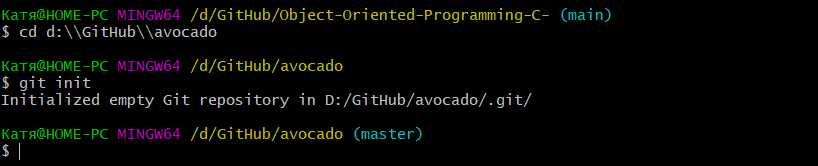 Катя@HOME-PC MINGW64 /d/GitHub/Object-Oriented-Programming-C- (main)
$ cd d:\\GitHub\\avocado
Катя@HOME-PC MINGW64 /d/GitHub/avocado
$ git init
Initialized empty Git repository in D:/GitHub/avocado/.git/
Катя@HOME-PC MINGW64 /d/GitHub/avocado (master)
$